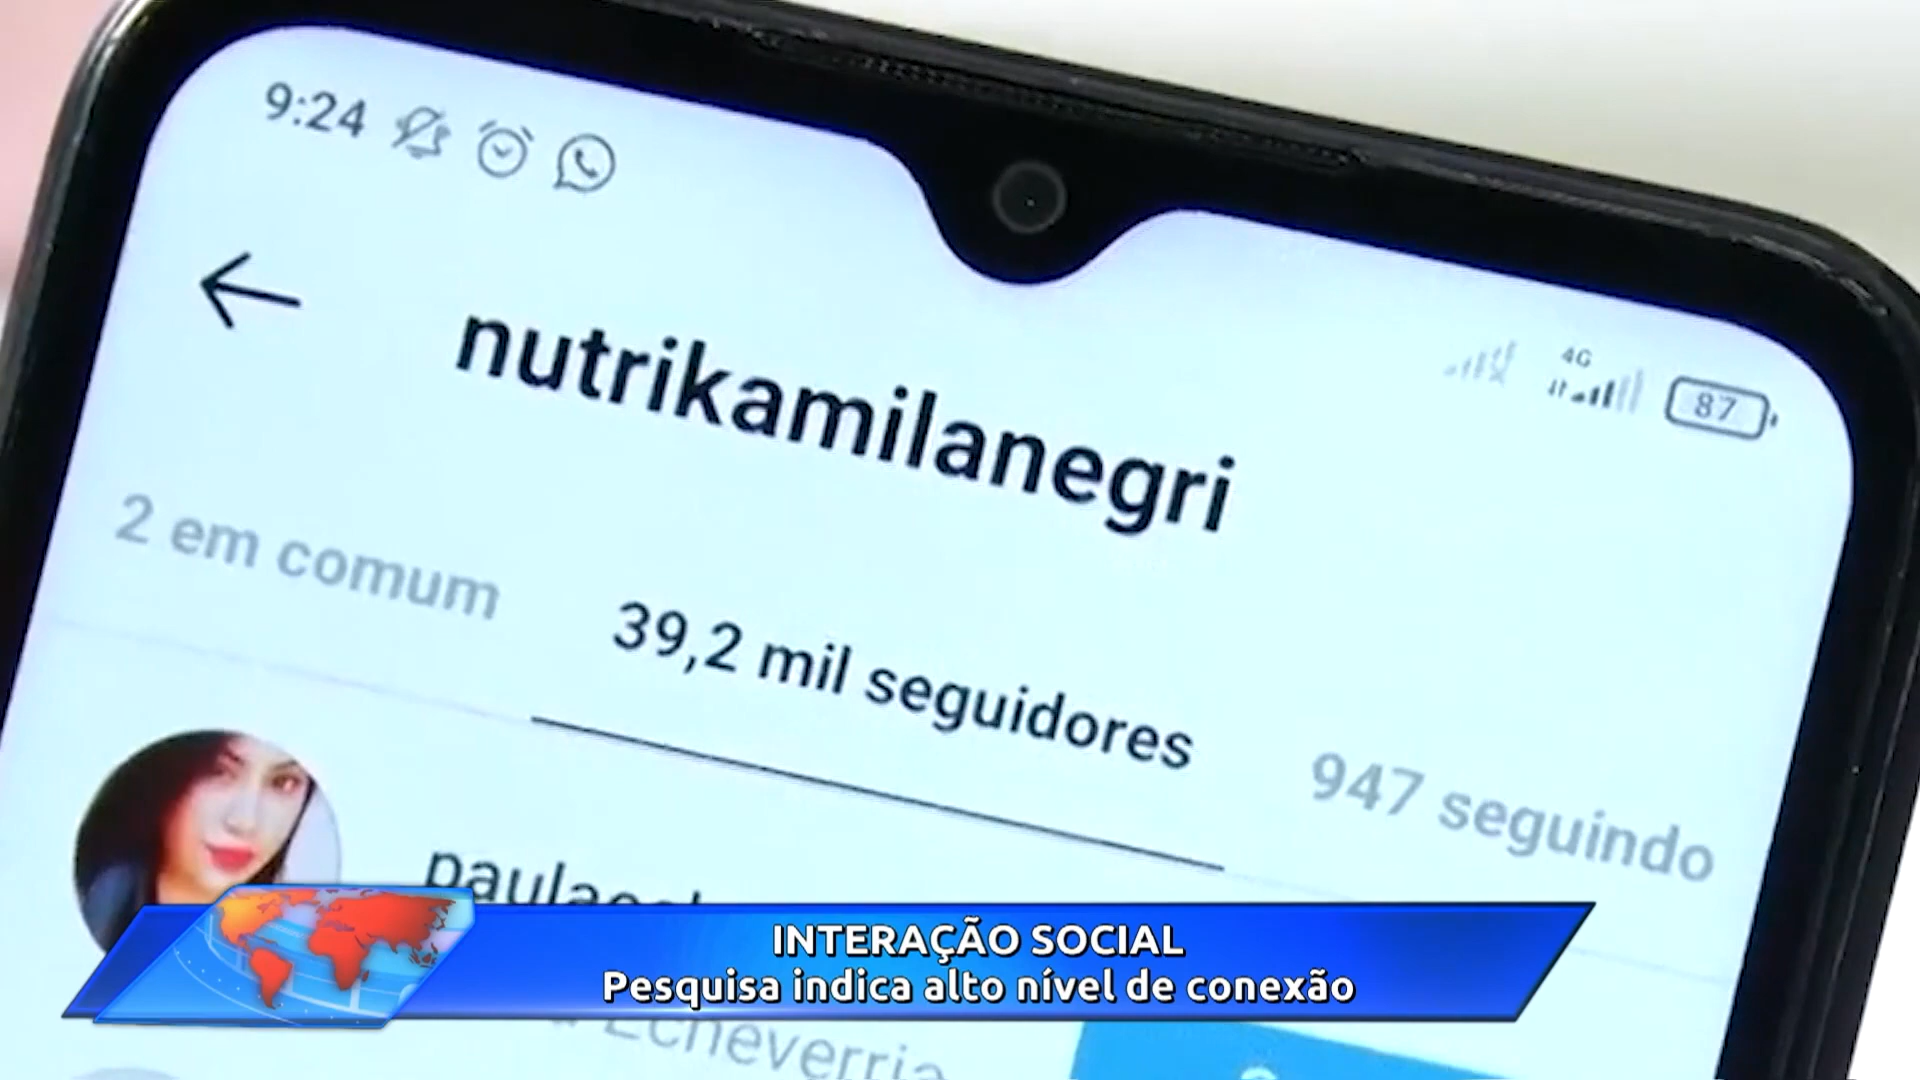 9:24
4G
87
nutrikamilanegri
2 em comum
39,2 mil seguidores
947 seguindo
INTERAÇÃO SOCIAL
Pesquisa indica alto nível de conexão
Echeverria